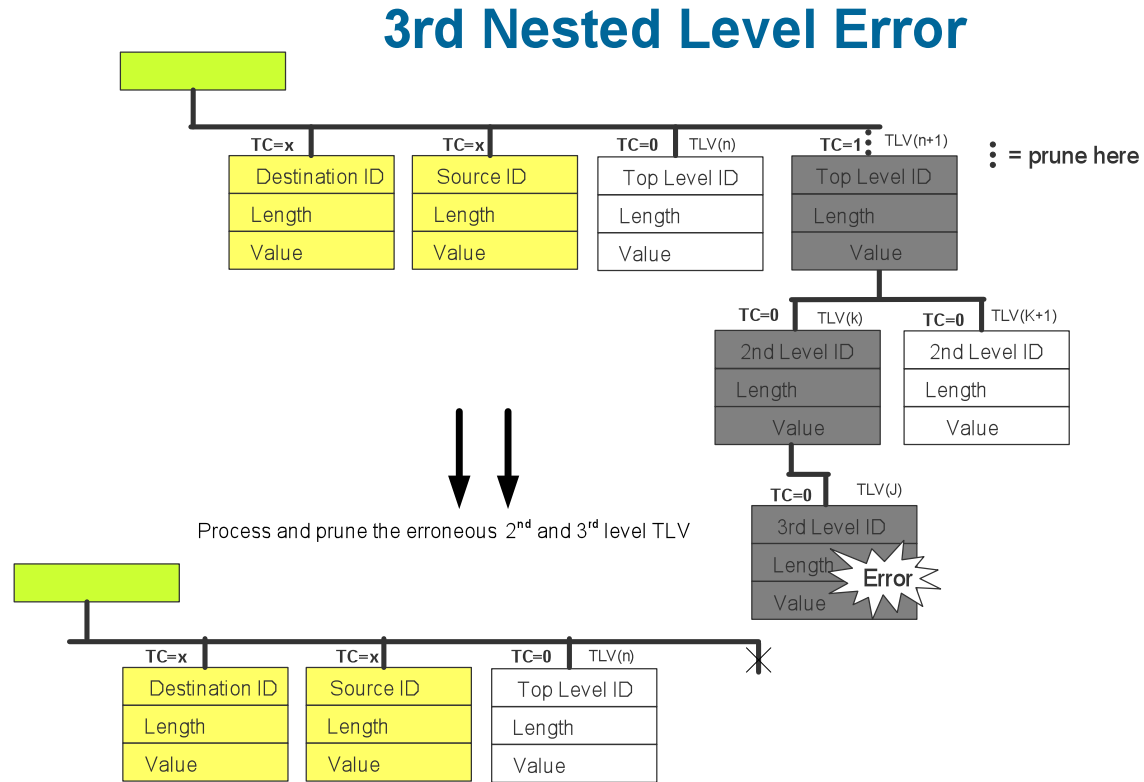 3rd Nested Level Error
TC=x TC=x TC=0 TLV(n) TC=1 TLV(n+1)
= prune here
Destination ID Source ID Top Level ID Top Level ID
Length Length Length Length
Value Value Value Value
TC=0 TLV(k) TC=0 TLV(K+1)
2nd Level ID 2nd Level ID
Length Length
Value Value
TC=0 TLV(J)
3rd Level ID
Length
Error
Value
Process and prune the erroneous 2nd and 3rd level TLV
TC=x TC=x TC=0 TLV(n)
Destination ID Source ID Top Level ID
Length Length Length
Value Value Value